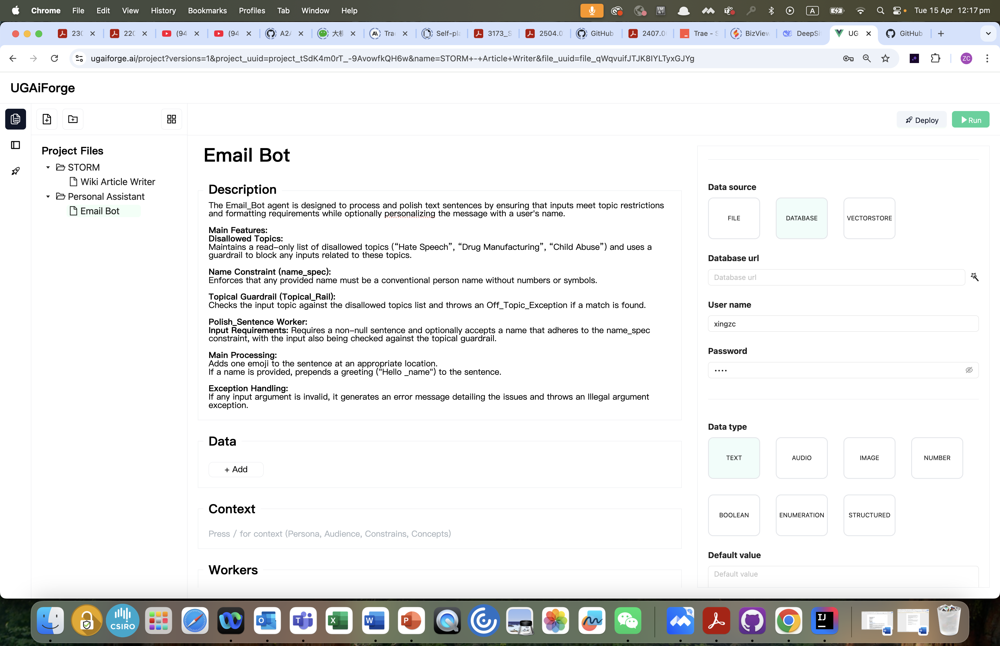 Chrome File Edit View History Bookmarks Profiles Tab Window Help
A
Tue 15 Apr 12:17 pm
230
220
(94
(94
A2A
Trae
Self-pla
3173_S
2504.0
GitHub
2407.0
Trae - S
BizView
DeepSi
UG
GitHub
ugaiforge.ai/project?versions=1&project_uuid=project_tSdK4m0rT_-9AvowfkQH6w&name=STORM+-+Article+Writer&file_uuid=file_qWqvuifJTJK8IYLTyxGJYg
ZC
UGAiForge
Deploy
Run
Project Files
STORM
Wiki Article Writer
Personal Assistant
Email Bot
Email Bot
Description
The Email_Bot agent is designed to process and polish text sentences by ensuring that inputs meet topic restrictions
and formatting requirements while optionally personalizing the message with a user's name.
Main Features:
Disallowed Topics:
Maintains a read-only list of disallowed topics (“Hate Speech”, “Drug Manufacturing”, “Child Abuse”) and uses a
guardrail to block any inputs related to these topics.
Name Constraint (name_spec):
Enforces that any provided name must be a conventional person name without numbers or symbols.
Topical Guardrail (Topical_Rail):
Checks the input topic against the disallowed topics list and throws an Off_Topic_Exception if a match is found.
Polish_Sentence Worker:
Input Requirements: Requires a non-null sentence and optionally accepts a name that adheres to the name_spec
constraint, with the input also being checked against the topical guardrail.
Main Processing:
Adds one emoji to the sentence at an appropriate location.
If a name is provided, prepends a greeting ("Hello _name") to the sentence.
Exception Handling:
If any input argument is invalid, it generates an error message detailing the issues and throws an Illegal argument
exception.
Data
+ Add
Context
Press / for context (Persona, Audience, Constrains, Concepts)
Workers
Data source
FILE
DATABASE
VECTORSTORE
Database url
Database url
User name
xingzc
Password
••••
Data type
TEXT
AUDIO
IMAGE
NUMBER
BOOLEAN
ENUMERATION
STRUCTURED
Default value
Default value
CSIRO